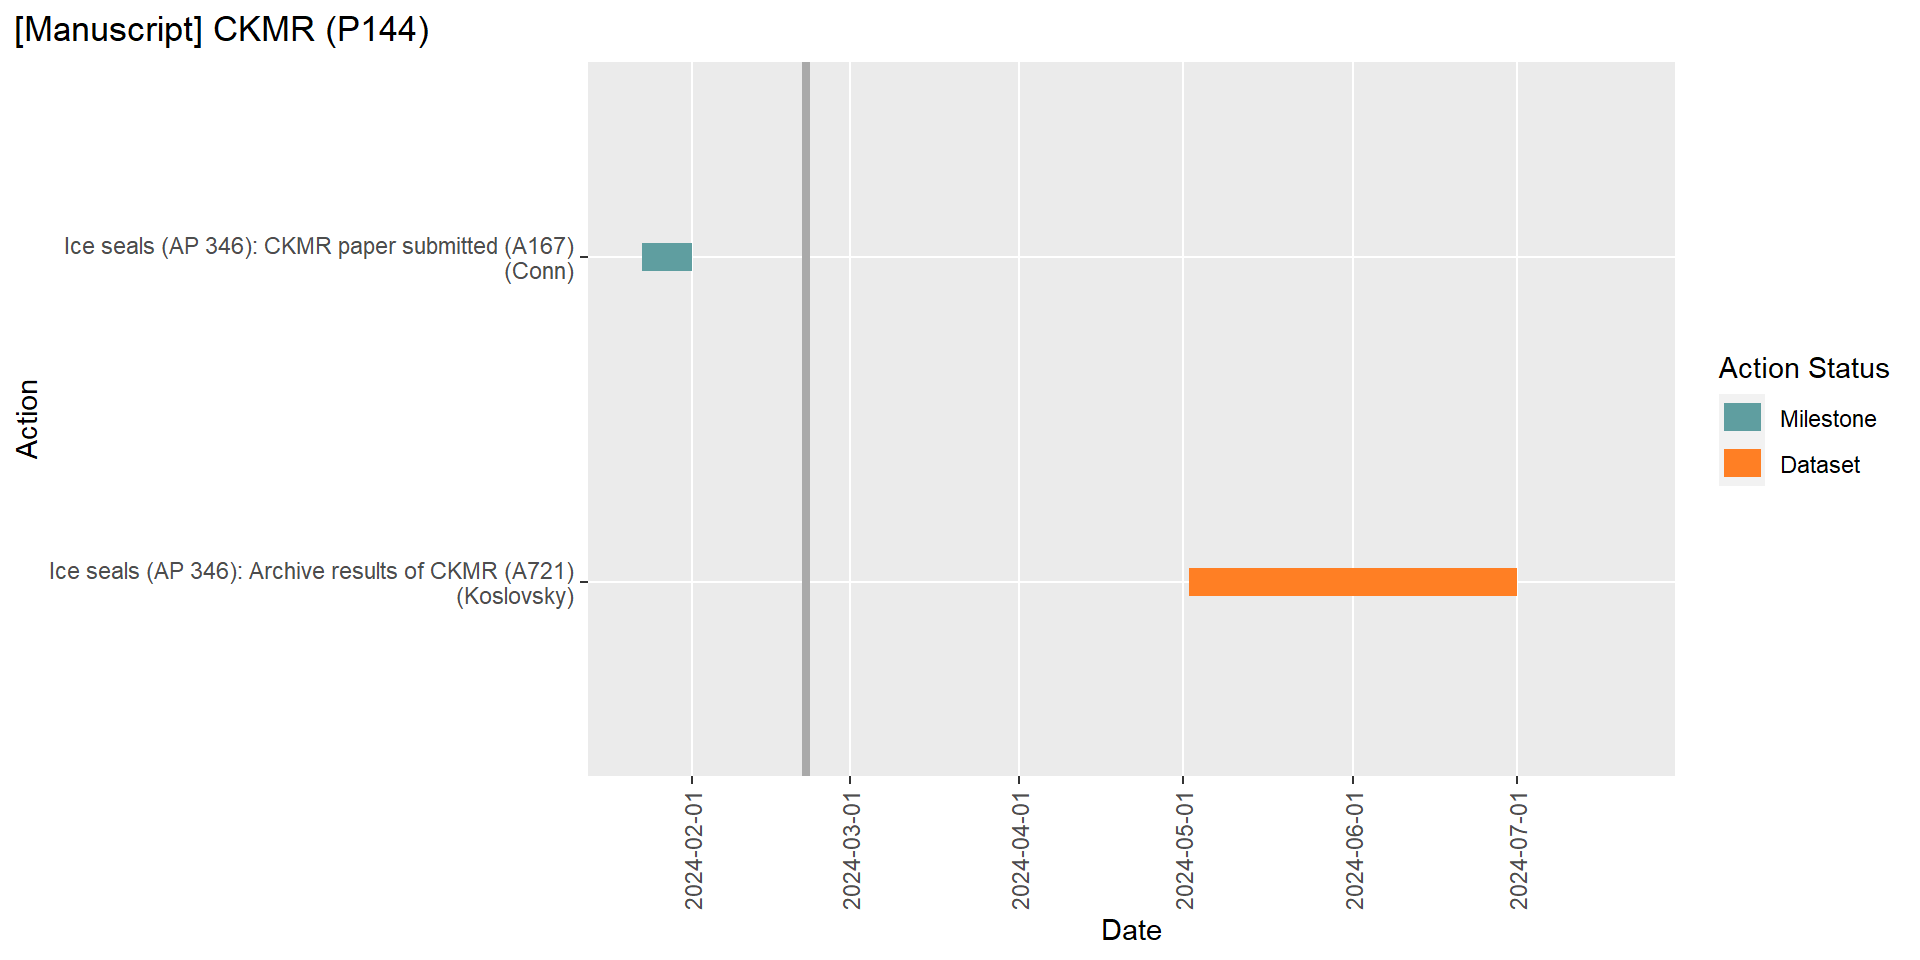 [Manuscript] CKMR (P144)
Ice seals (AP 346): CKMR paper submitted (A167)
(Conn)
Ice seals (AP 346): Archive results of CKMR (A721)
(Koslovsky)
Action
2024-02-01
2024-03-01
2024-04-01
2024-05-01
2024-06-01
2024-07-01
Date
Action Status
Milestone
Dataset